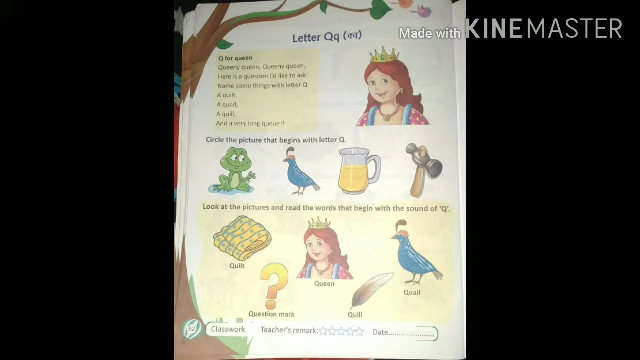 Made with KINEMASTER
Letter Qq (क्व)
Q for queen
Queeny queen, Queeny queen,
Here is a question I'd like to ask.
Name some things with letter Q.
A quilt,
A quail,
A quill,
And a very long queue!!
Circle the picture that begins with letter Q.
Look at the pictures and read the words that begin with the sound of 'Q'.
Quilt
Queen
Quail
Question mark
Quill
Classwork Teacher's remark: Date..................